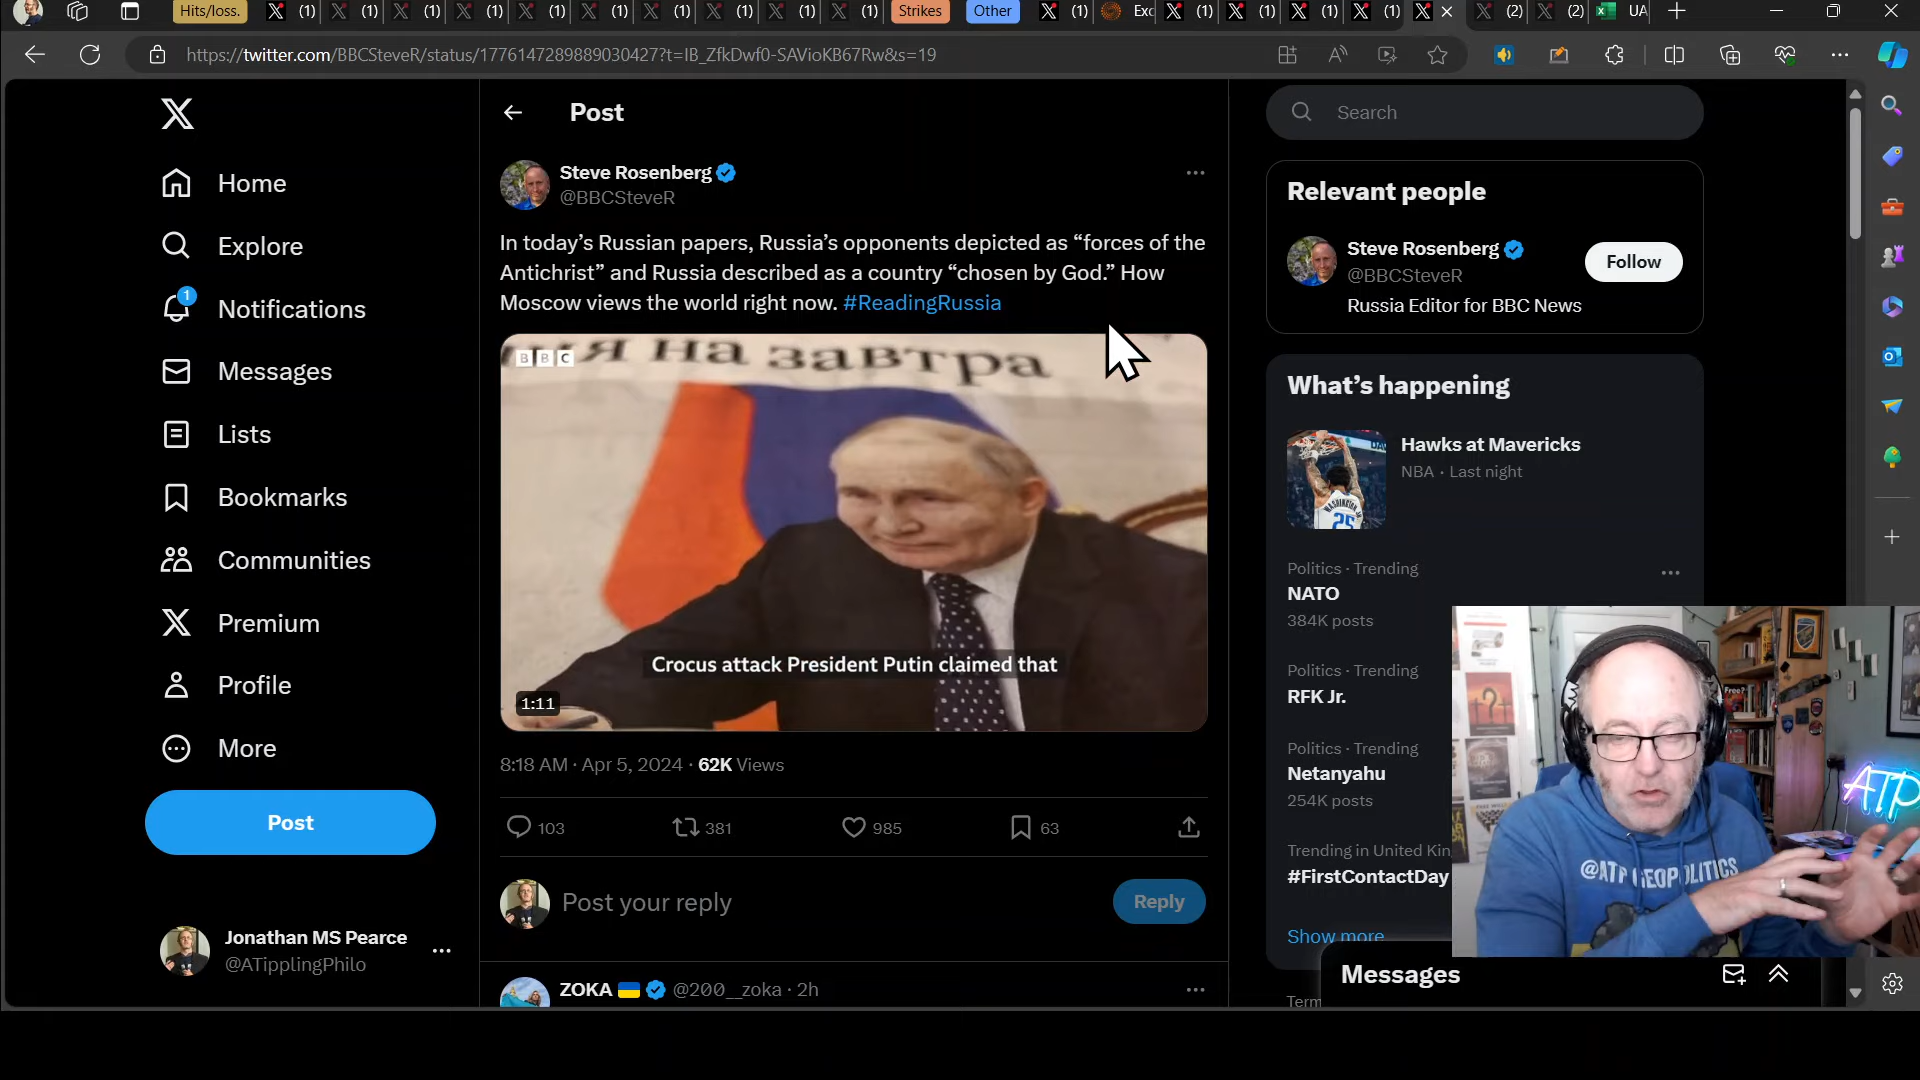 Hits/loss.
(1)
(1)
(1)
(1)
(1)
(1)
(1)
(1)
(1)
(1)
Strikes
Other
(1)
Exc
(1)
(1)
(1)
(1)
(2)
(2)
UA
https://twitter.com/BBCSteveR/status/1776147289889030427?t=IB_ZfkDwf0-SAVioKB67Rw&s=19
Home
Explore
1
Notifications
Messages
Lists
Bookmarks
Communities
Premium
Profile
More
Post
Jonathan MS Pearce
@ATipplingPhilo
Post
Steve Rosenberg
@BBCSteveR
In today’s Russian papers, Russia’s opponents depicted as “forces of the
Antichrist” and Russia described as a country “chosen by God.” How
Moscow views the world right now. #ReadingRussia
BBC
на завтра
Crocus attack President Putin claimed that
1:11
8:18 AM · Apr 5, 2024 · 62K Views
103
381
985
63
Post your reply
Reply
ZOKA
@200__zoka · 2h
Search
Relevant people
Steve Rosenberg
@BBCSteveR
Follow
Russia Editor for BBC News
What’s happening
Hawks at Mavericks
NBA · Last night
WASHINGTON JR.
25
Politics · Trending
NATO
384K posts
Politics · Trending
RFK Jr.
Politics · Trending
Netanyahu
254K posts
Trending in United Kin
#FirstContactDay
Show more
Term
Messages
Free?
ATP
@ATP GEOPOLITICS